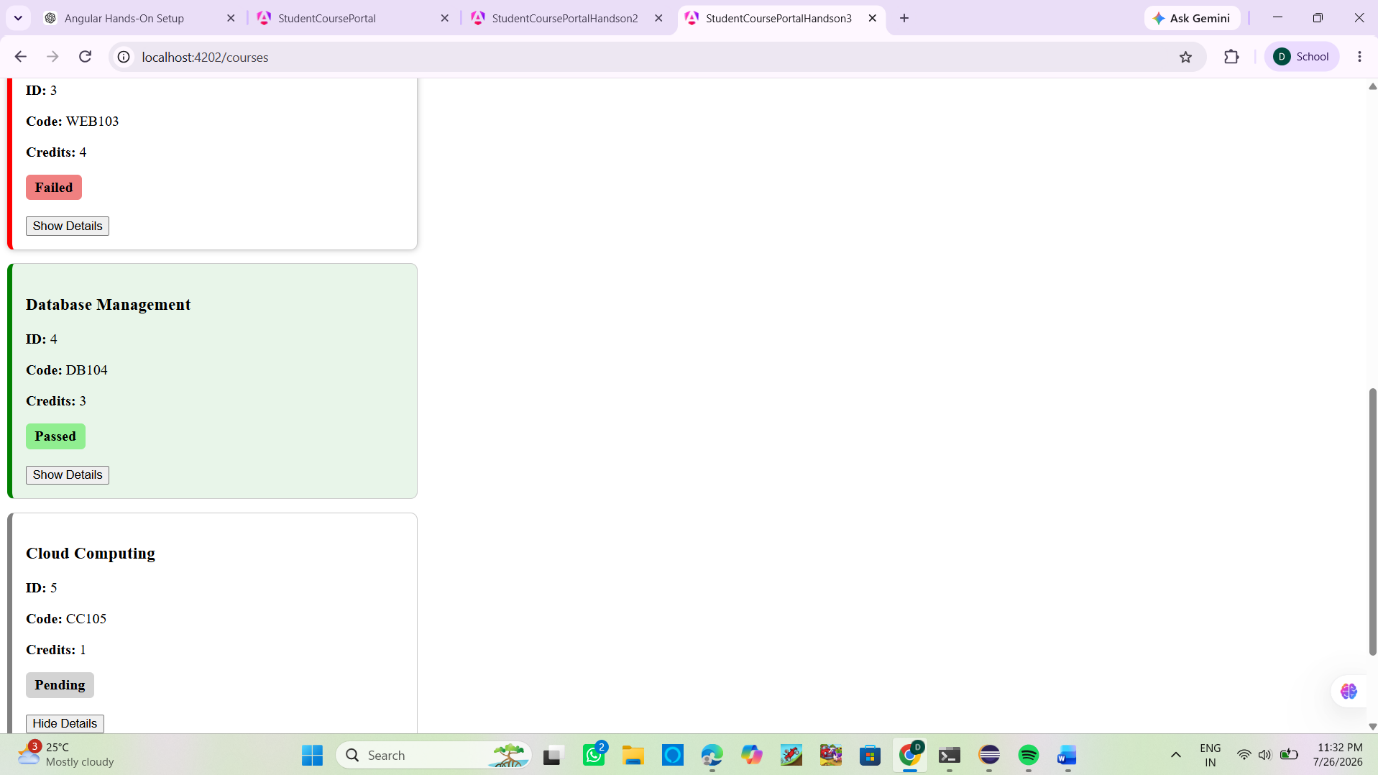 Angular Hands-On Setup
StudentCoursePortal
StudentCoursePortalHandson2
StudentCoursePortalHandson3
Ask Gemini
localhost:4202/courses
D
School
ID: 3
Code: WEB103
Credits: 4
Failed
Show Details
Database Management
ID: 4
Code: DB104
Credits: 3
Passed
Show Details
Cloud Computing
ID: 5
Code: CC105
Credits: 1
Pending
Hide Details
3
25°C
Mostly cloudy
Search
2
D
W
ENG
IN
11:32 PM
7/26/2026